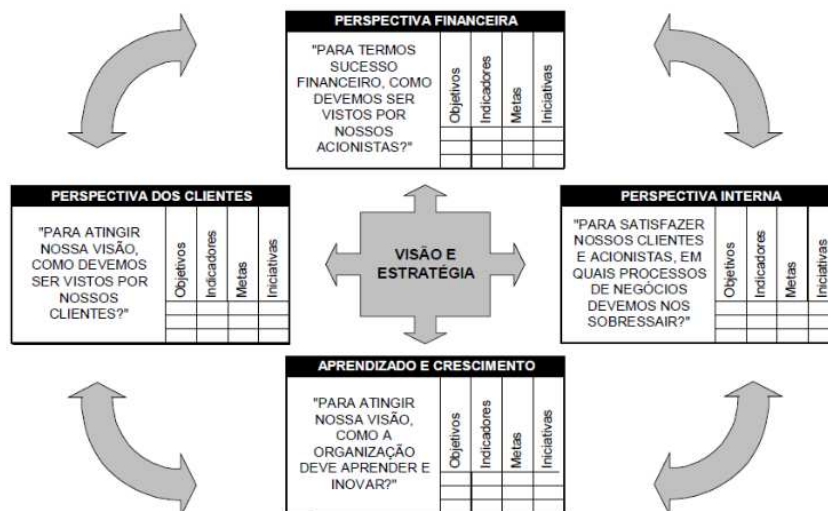 PERSPECTIVA FINANCEIRA
"PARA TERMOS
SUCESSO
FINANCEIRO, COMO
DEVEMOS SER
VISTOS POR
NOSSOS
ACIONISTAS?"
Objetivos
Indicadores
Metas
Iniciativas
PERSPECTIVA DOS CLIENTES
"PARA ATINGIR
NOSSA VISÃO,
COMO DEVEMOS
SER VISTOS POR
NOSSOS
CLIENTES?"
Objetivos
Indicadores
Metas
Iniciativas
VISÃO E
ESTRATÉGIA
PERSPECTIVA INTERNA
"PARA SATISFAZER
NOSSOS CLIENTES
E ACIONISTAS, EM
QUAIS PROCESSOS
DE NEGÓCIOS
DEVEMOS NOS
SOBRESSAIR?"
Objetivos
Indicadores
Metas
Iniciativas
APRENDIZADO E CRESCIMENTO
"PARA ATINGIR
NOSSA VISÃO,
COMO A
ORGANIZAÇÃO
DEVE APRENDER E
INOVAR?"
Objetivos
Indicadores
Metas
Iniciativas